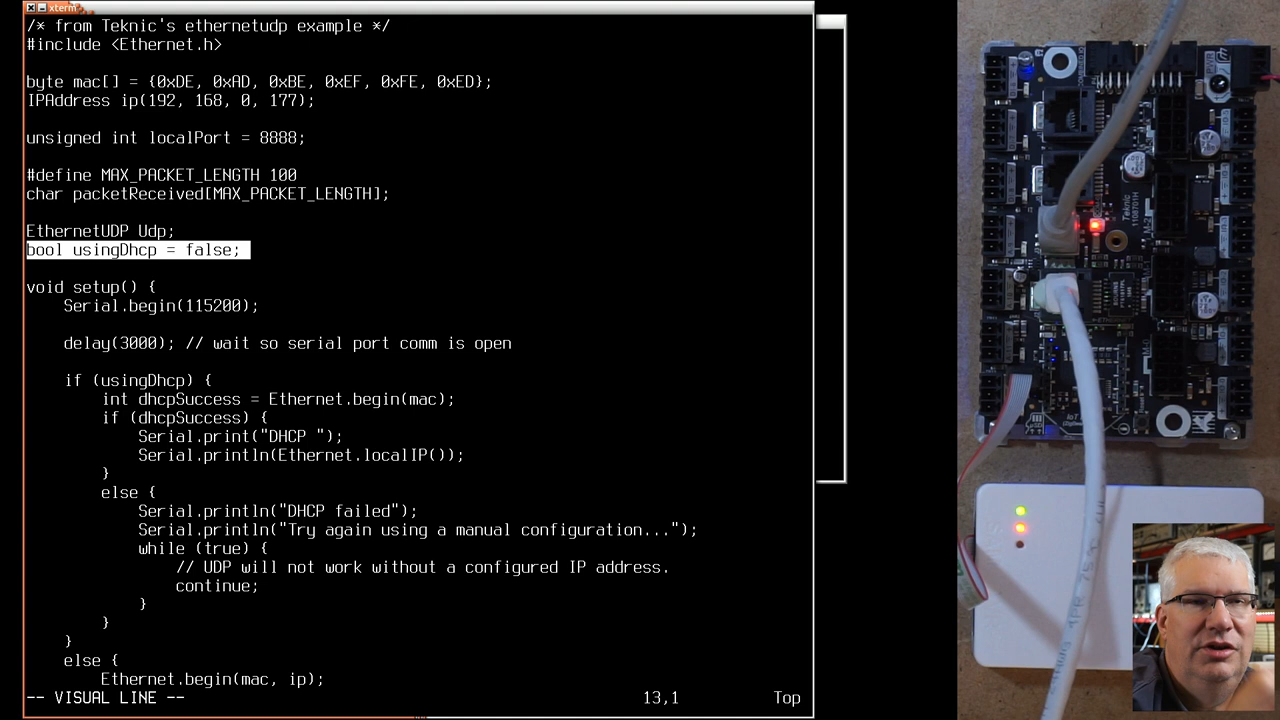 xterm
/* from Teknic's ethernetudp example */
#include <Ethernet.h>
byte mac[] = {0xDE, 0xAD, 0xBE, 0xEF, 0xFE, 0xED};
IPAddress ip(192, 168, 0, 177);
unsigned int localPort = 8888;
#define MAX_PACKET_LENGTH 100
char packetReceived[MAX_PACKET_LENGTH];
EthernetUDP Udp;
bool usingDhcp = false;
void setup() {
Serial.begin(115200);
delay(3000); // wait so serial port comm is open
if (usingDhcp) {
int dhcpSuccess = Ethernet.begin(mac);
if (dhcpSuccess) {
Serial.print("DHCP ");
Serial.println(Ethernet.localIP());
}
else {
Serial.println("DHCP failed");
Serial.println("Try again using a manual configuration...");
while (true) {
// UDP will not work without a configured IP address.
continue;
}
}
}
else {
Ethernet.begin(mac, ip);
-- VISUAL LINE --
13,1
Top
Teknic
M-2
M-0
IoT